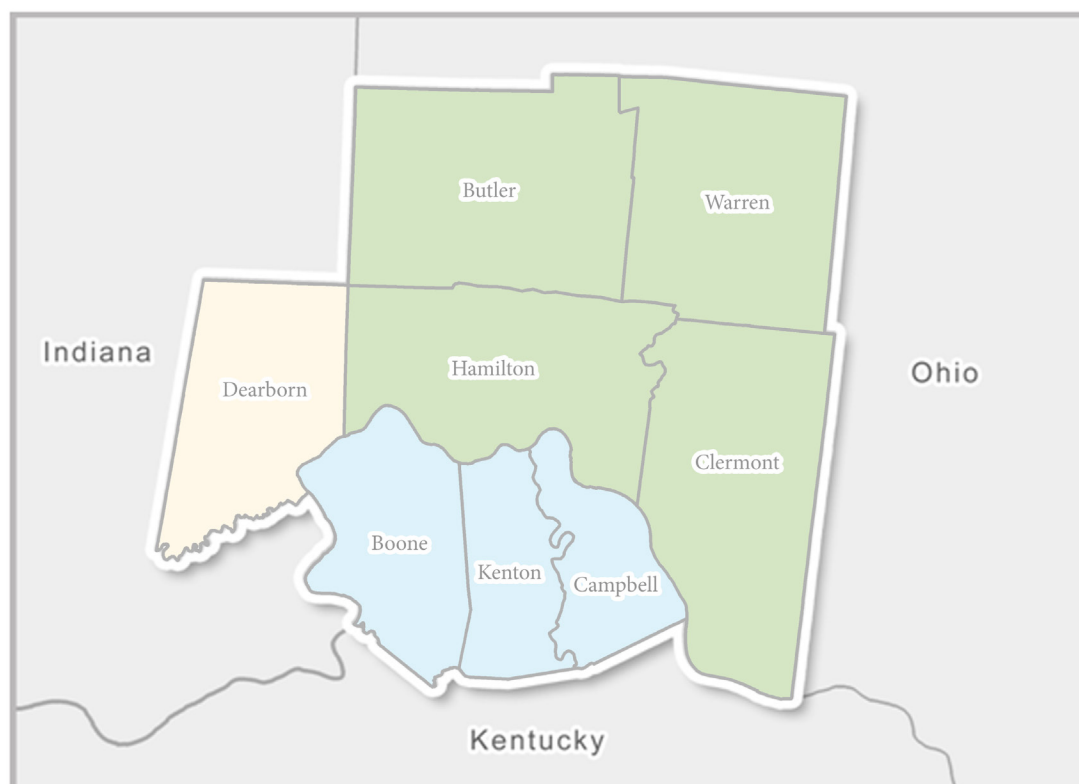 Butler
Warren
Indiana
Hamilton
Ohio
Dearborn
Clermont
Boone
Kenton
Campbell
Kentucky